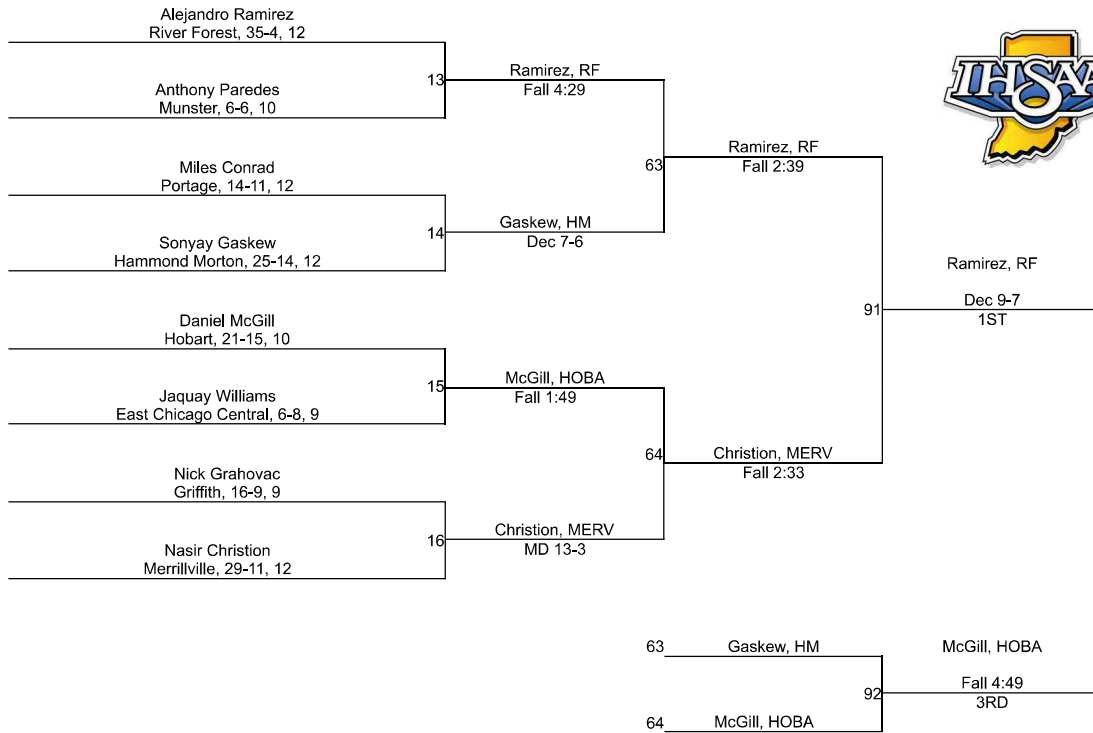 Alejandro Ramirez
River Forest, 35-4, 12
13
Anthony Paredes
Munster, 6-6, 10
Ramirez, RF
Fall 4:29
Miles Conrad
Portage, 14-11, 12
14
Sonyay Gaskew
Hammond Morton, 25-14, 12
Gaskew, HM
Dec 7-6
63
Ramirez, RF
Fall 2:39
Daniel McGill
Hobart, 21-15, 10
15
Jaquay Williams
East Chicago Central, 6-8, 9
McGill, HOBA
Fall 1:49
Nick Grahovac
Griffith, 16-9, 9
16
Nasir Christion
Merrillville, 29-11, 12
Christion, MERV
MD 13-3
64
Christion, MERV
Fall 2:33
91
Ramirez, RF
Dec 9-7
1ST
IHSAA
63
Gaskew, HM
92
64
McGill, HOBA
McGill, HOBA
Fall 4:49
3RD